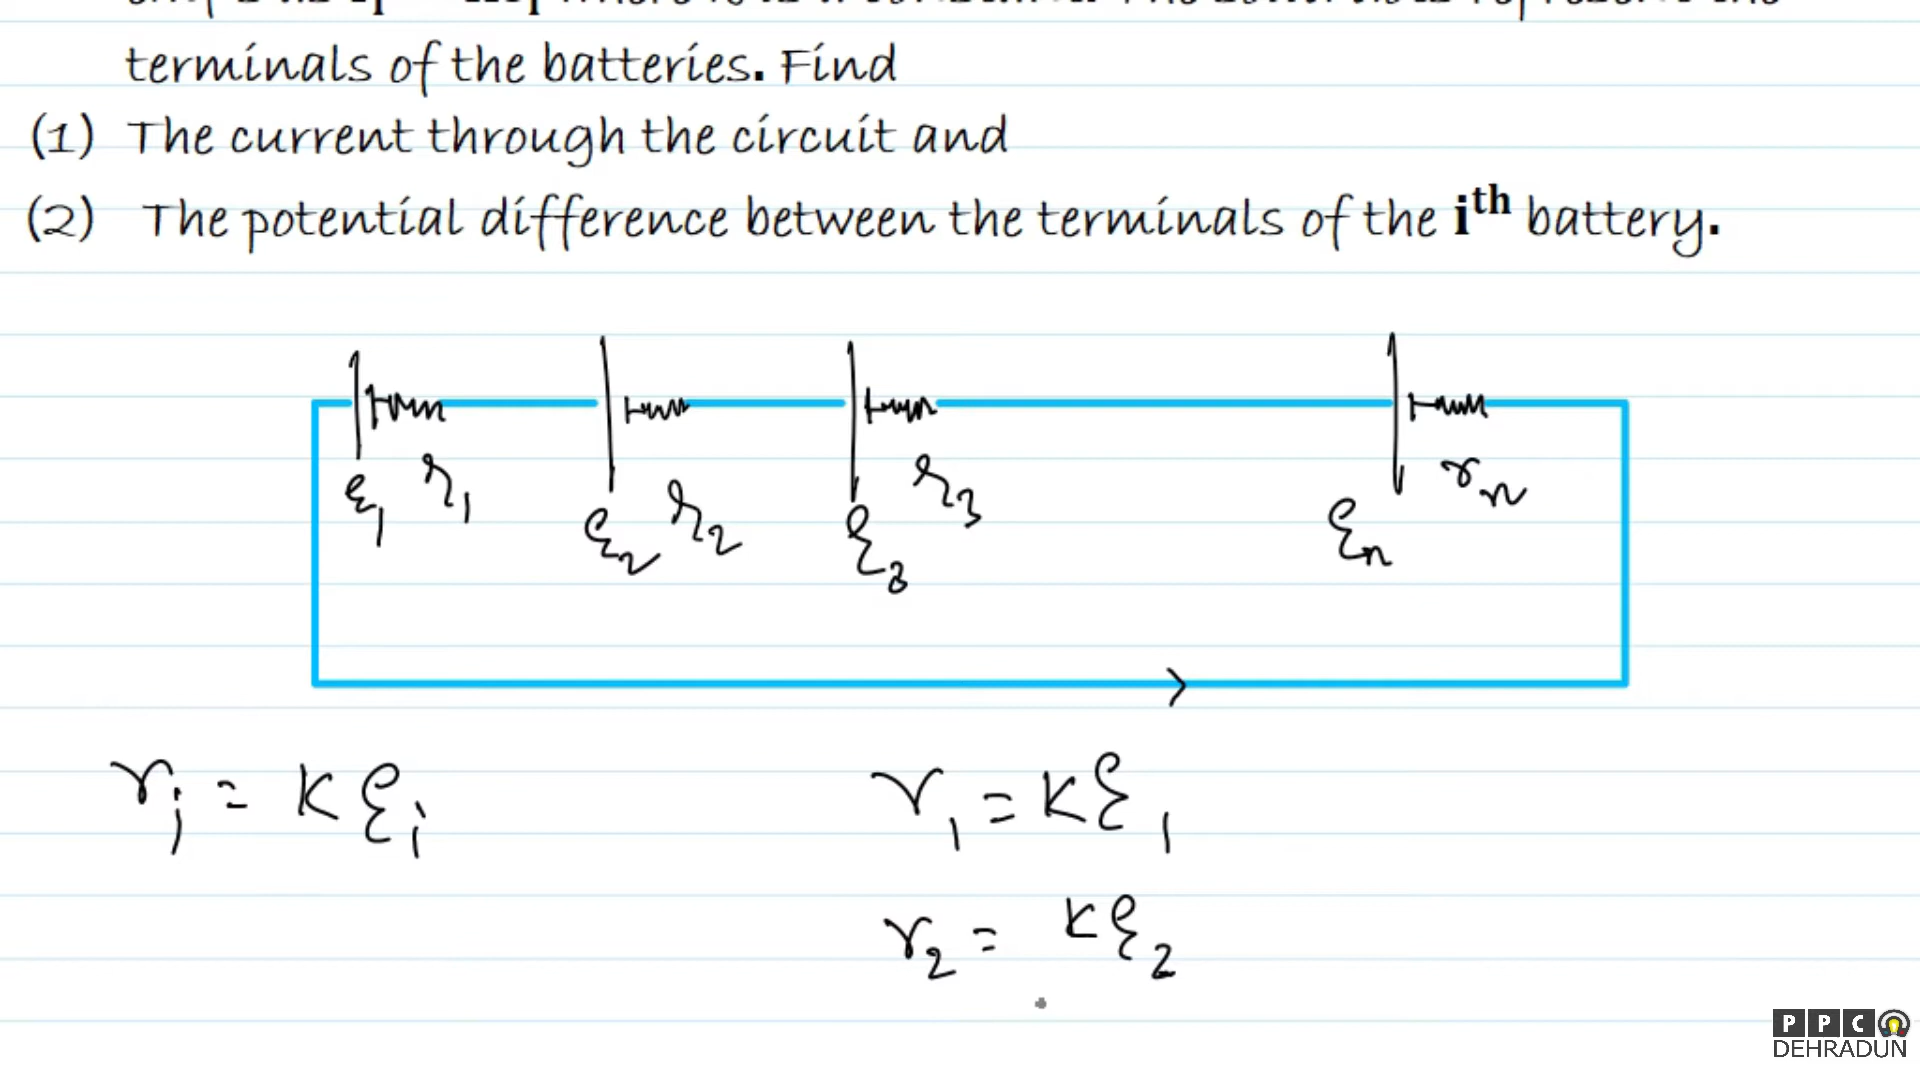 terminals of the batteries. Find
(1) The current through the circuit and
(2) The potential difference between the terminals of the iᵗʰ battery.
ε₁ r₁ ε₂ r₂ ε₃ r₃ εₙ rₙ
rᵢ = Kεᵢ
r₁ = Kε₁
r₂ = Kε₂
PPC
DEHRADUN